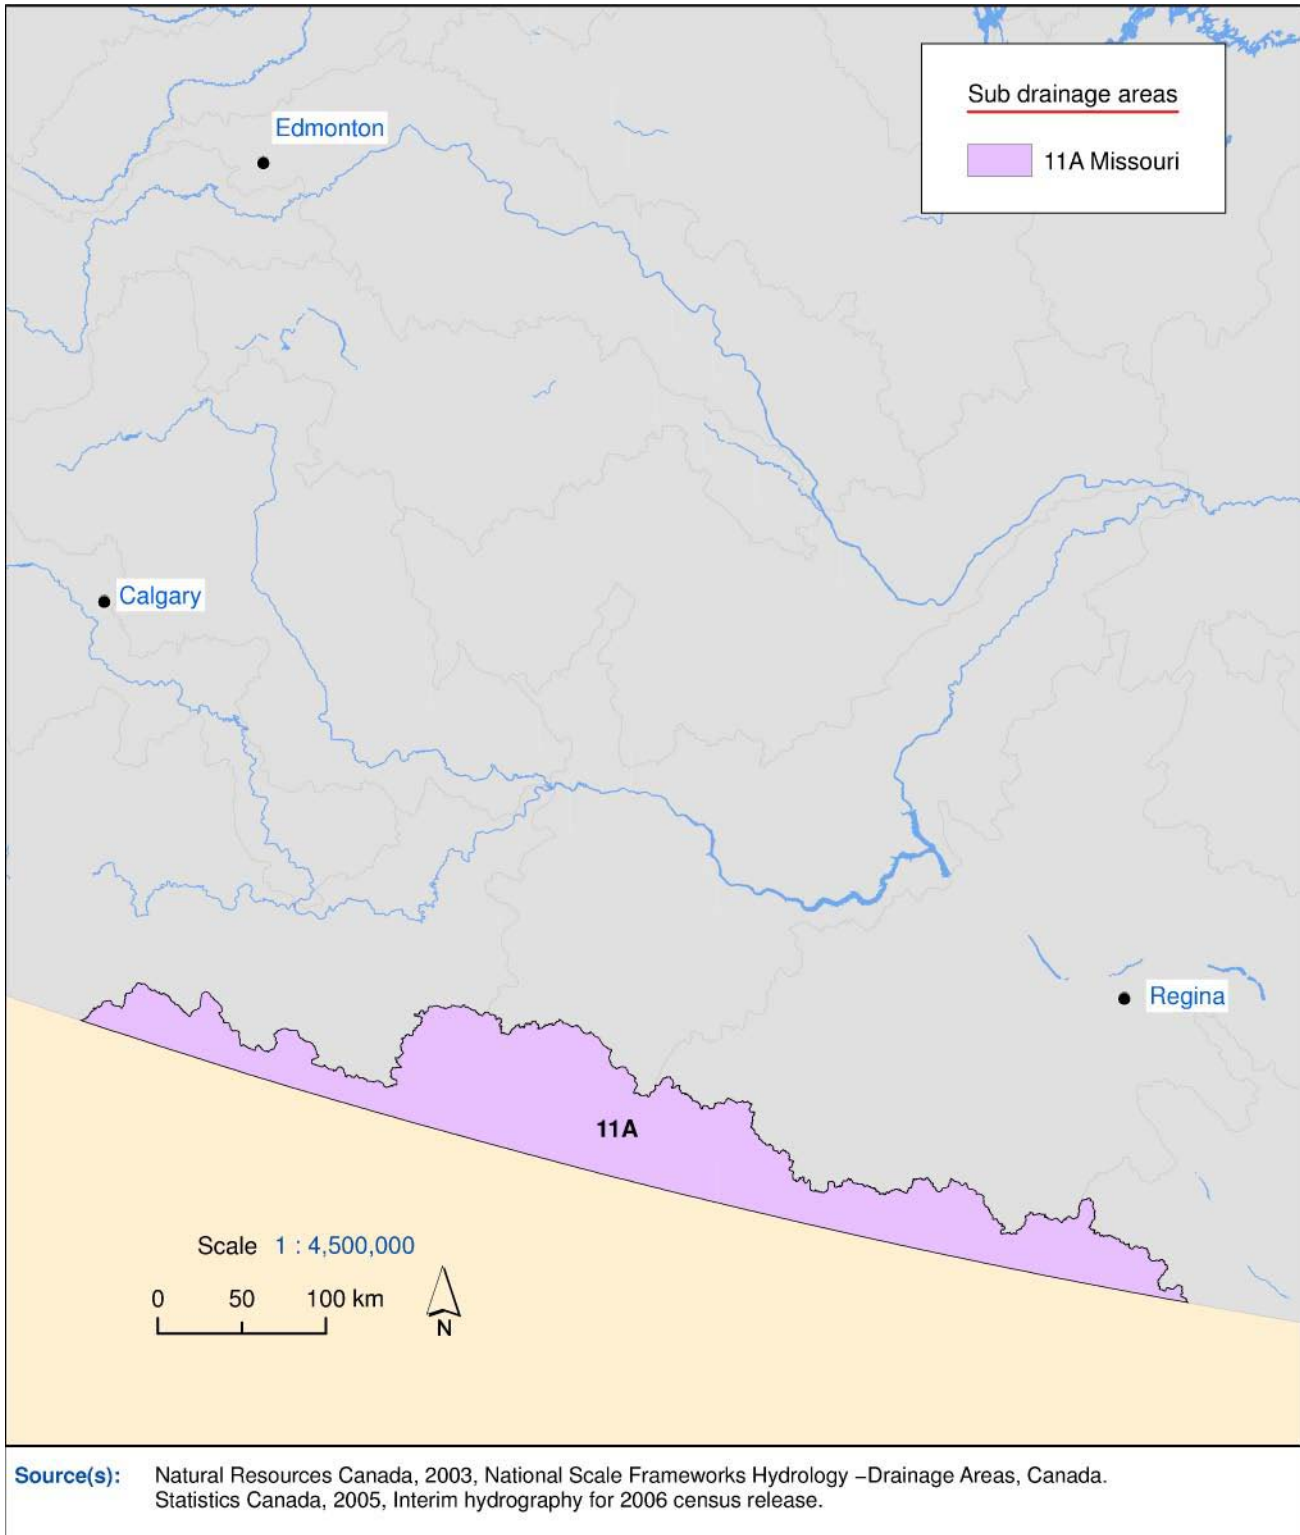 Sub drainage areas
11A Missouri
Edmonton
Calgary
Regina
11A
Scale 1 : 4,500,000
0 50 100 km
N
Source(s): Natural Resources Canada, 2003, National Scale Frameworks Hydrology –Drainage Areas, Canada.
Statistics Canada, 2005, Interim hydrography for 2006 census release.